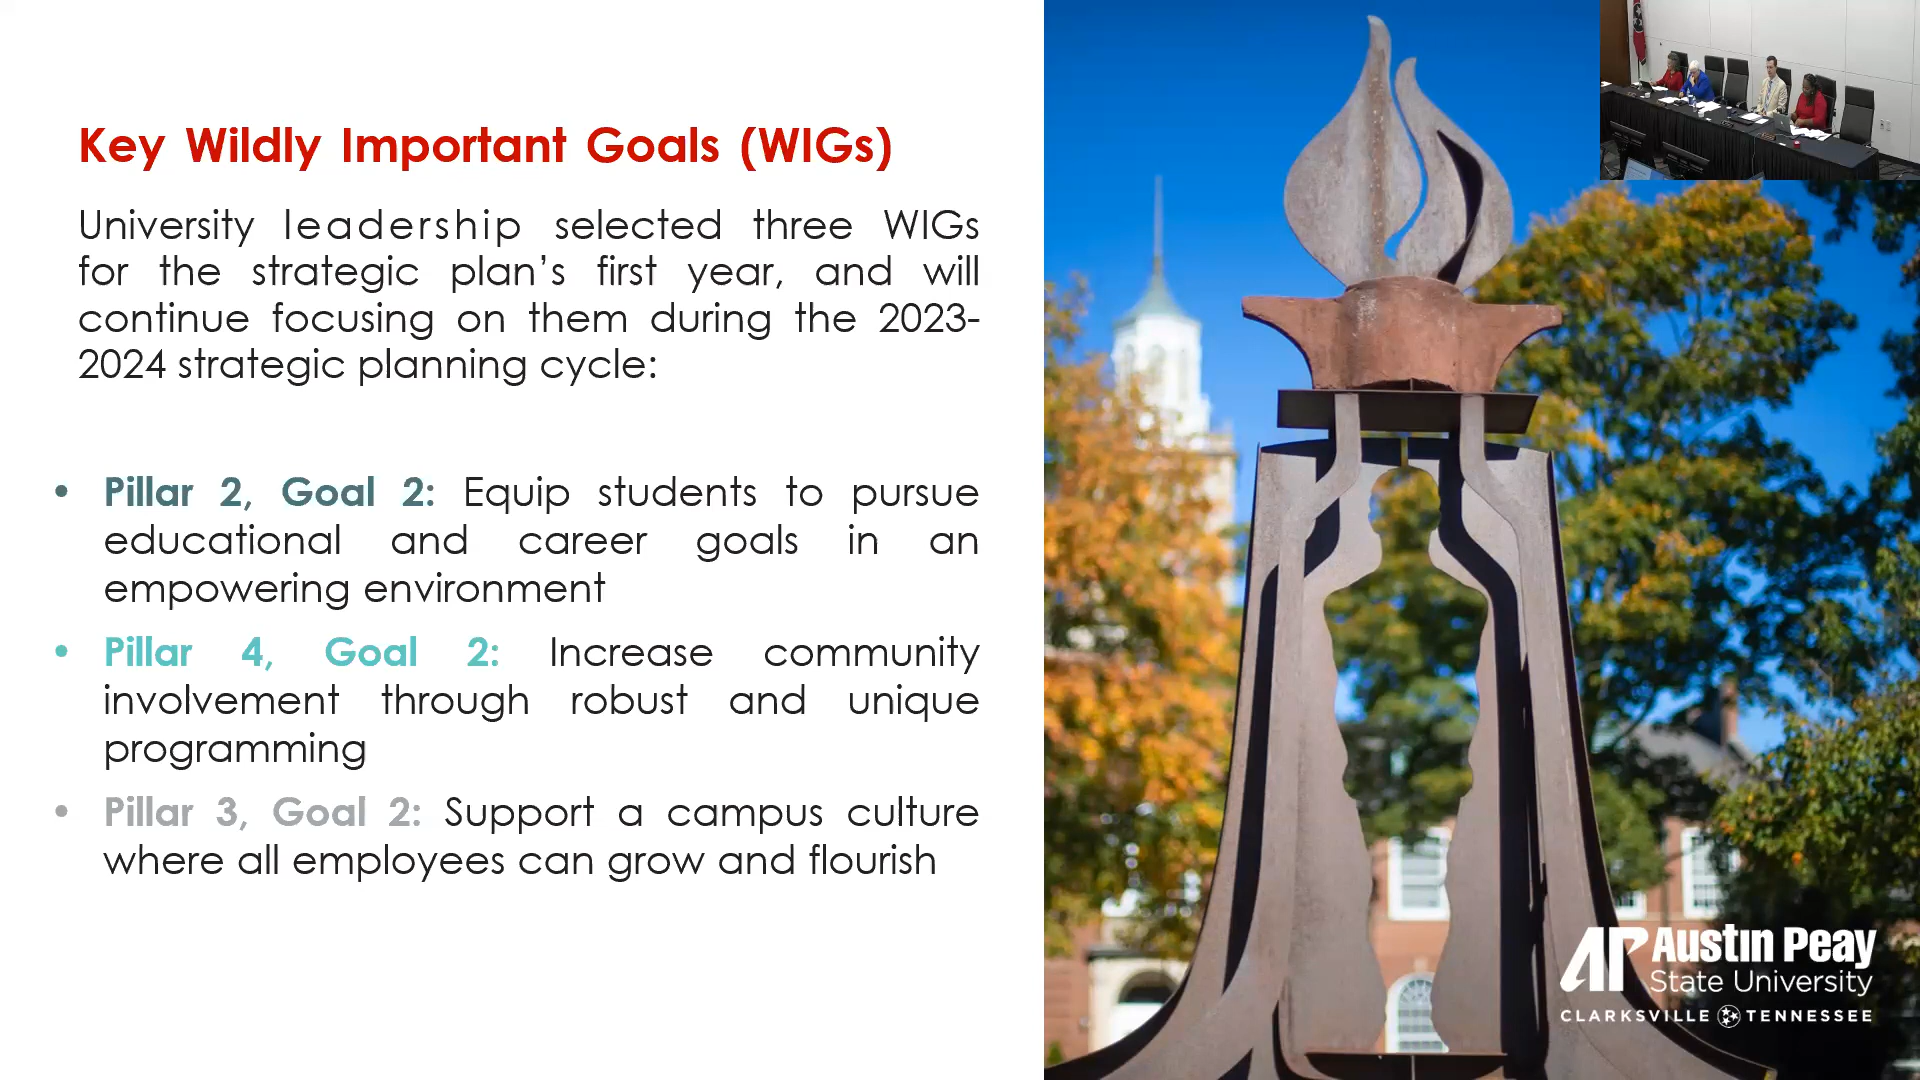 Key Wildly Important Goals (WIGs)
University leadership selected three WIGs
for the strategic plan’s first year, and will
continue focusing on them during the 2023-
2024 strategic planning cycle:
• Pillar 2, Goal 2: Equip students to pursue
educational and career goals in an
empowering environment
• Pillar 4, Goal 2: Increase community
involvement through robust and unique
programming
• Pillar 3, Goal 2: Support a campus culture
where all employees can grow and flourish
AP Austin Peay
State University
CLARKSVILLE TENNESSEE